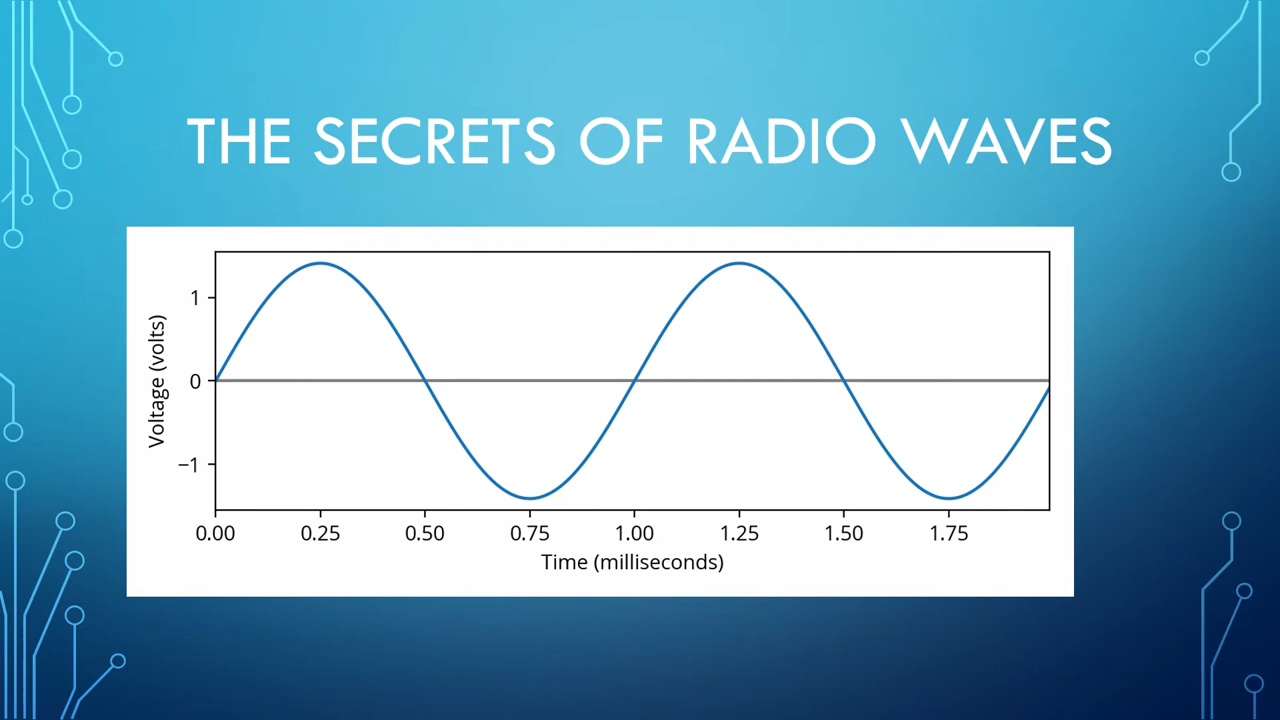 THE SECRETS OF RADIO WAVES
Voltage (volts)
1
0
−1
0.00 0.25 0.50 0.75 1.00 1.25 1.50 1.75
Time (milliseconds)